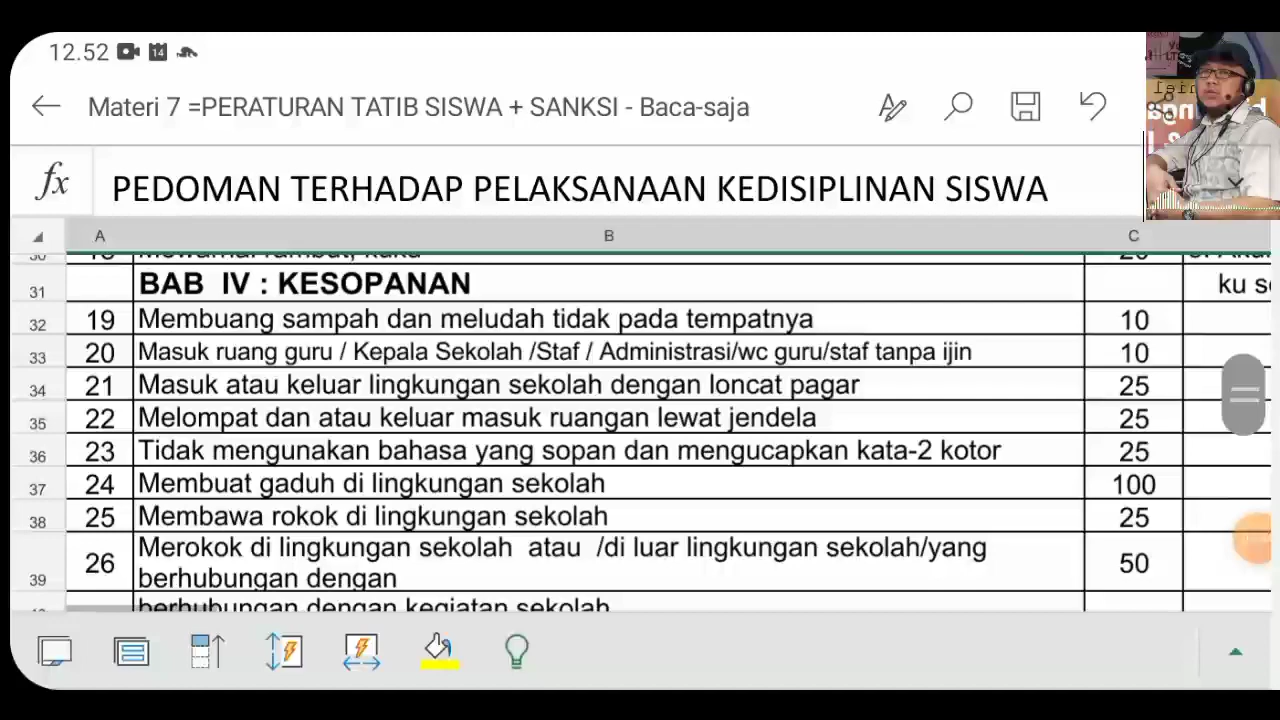 12.52
14
Materi 7 =PERATURAN TATIB SISWA + SANKSI - Baca-saja
fx PEDOMAN TERHADAP PELAKSANAAN KEDISIPLINAN SISWA
A B C
31 BAB IV : KESOPANAN ku s
32 19 Membuang sampah dan meludah tidak pada tempatnya 10
33 20 Masuk ruang guru / Kepala Sekolah /Staf / Administrasi/wc guru/staf tanpa ijin 10
34 21 Masuk atau keluar lingkungan sekolah dengan loncat pagar 25
35 22 Melompat dan atau keluar masuk ruangan lewat jendela 25
36 23 Tidak mengunakan bahasa yang sopan dan mengucapkan kata-2 kotor 25
37 24 Membuat gaduh di lingkungan sekolah 100
38 25 Membawa rokok di lingkungan sekolah 25
39 26 Merokok di lingkungan sekolah atau /di luar lingkungan sekolah/yang 50
berhubungan dengan
berhubungan dengan kegiatan sekolah